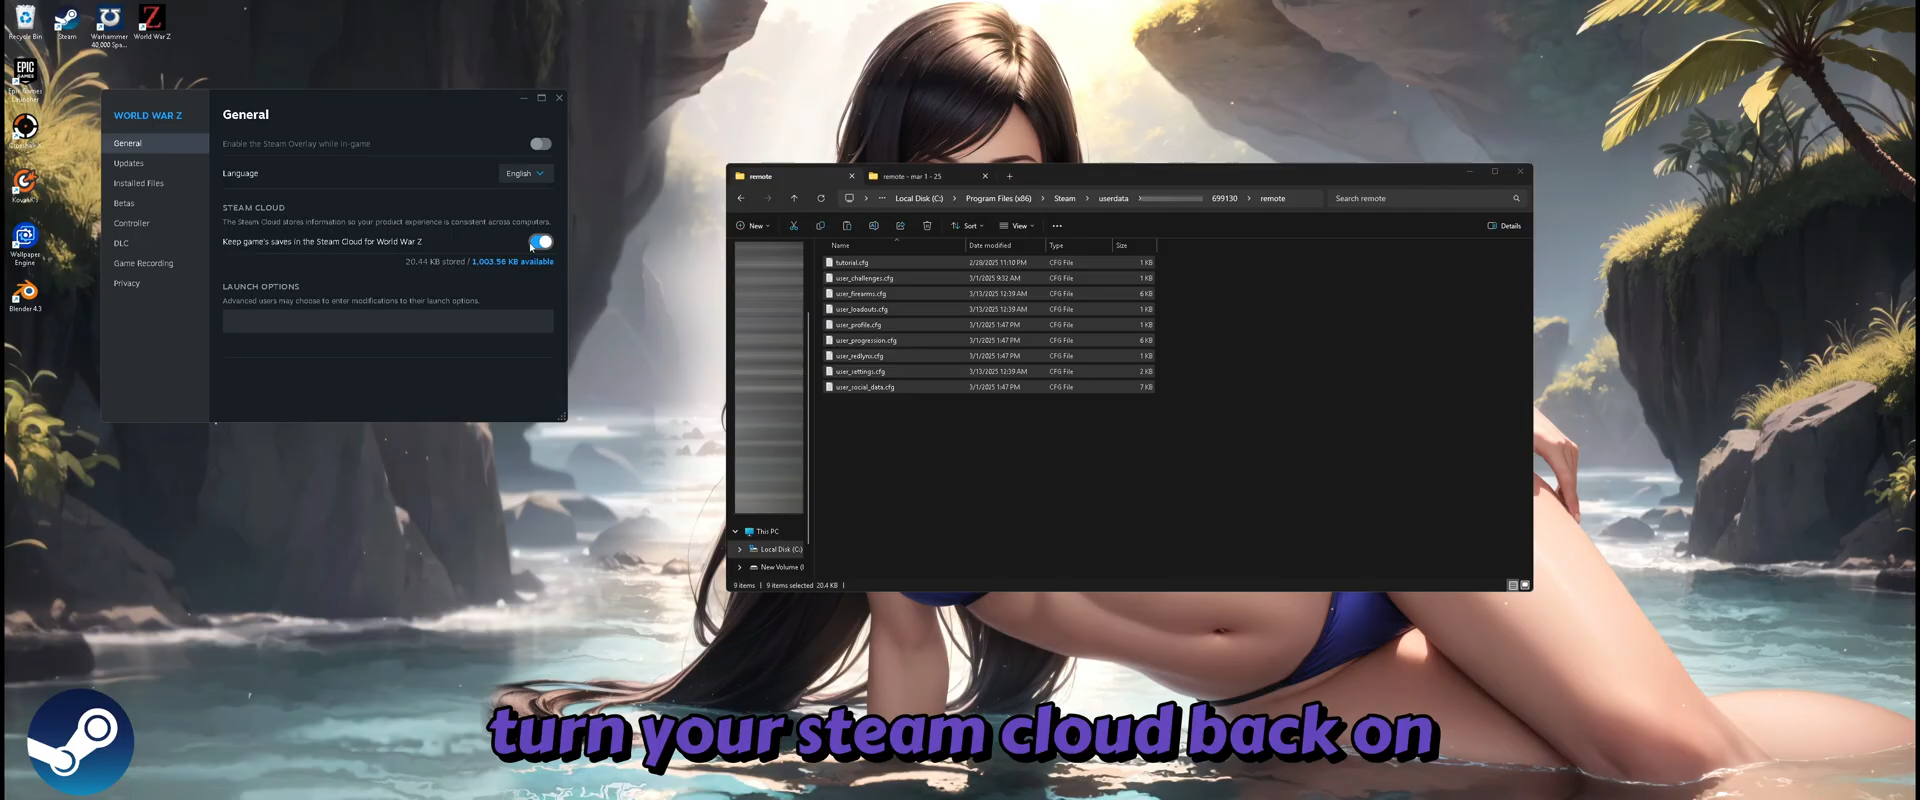 Recycle Bin
Steam
Warhammer
40,000 Spa...
World War Z
EPIC
GAMES
Epic Games
Launcher
Wallpaper
Engine
Blender 4.3
WORLD WAR Z
General
Updates
Installed Files
Betas
Controller
DLC
Game Recording
Privacy
General
Enable the Steam Overlay while in-game
Language
English
STEAM CLOUD
The Steam Cloud stores information so your product experience is consistent across computers.
Keep game's saves in the Steam Cloud for World War Z
20.44 KB stored / 1,003.56 KB available
LAUNCH OPTIONS
Advanced users may choose to enter modifications to their launch options.
remote
remote - mar 1 - 25
Local Disk (C:) > Program Files (x86) > Steam > userdata > 699130 > remote
Search remote
New
Sort
View
Details
Name Date modified Type Size
tutorial.cfg 2/28/2025 11:10 PM CFG File 1 KB
user_challenges.cfg 3/1/2025 9:32 AM CFG File 1 KB
user_firearms.cfg 3/13/2025 12:39 AM CFG File 6 KB
user_loadouts.cfg 3/13/2025 12:39 AM CFG File 1 KB
user_profile.cfg 3/1/2025 1:47 PM CFG File 1 KB
user_progression.cfg 3/1/2025 1:47 PM CFG File 6 KB
user_redlynx.cfg 3/1/2025 1:47 PM CFG File 1 KB
user_settings.cfg 3/13/2025 12:39 AM CFG File 2 KB
user_social_data.cfg 3/1/2025 1:47 PM CFG File 7 KB
This PC
Local Disk (C:)
New Volume (
9 items | 9 items selected 20.4 KB |
turn your steam cloud back on